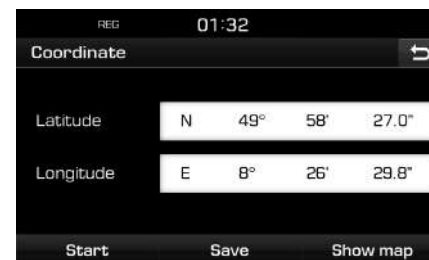 REG 01:32
Coordinate
Latitude N 49° 58' 27.0"
Longitude E 8° 26' 29.8"
Start Save Show map